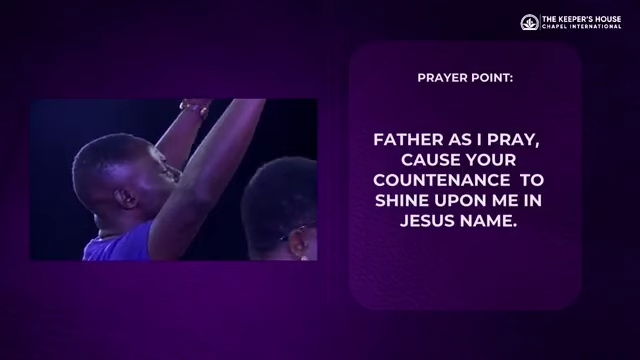 THE KEEPER'S HOUSE
CHAPEL INTERNATIONAL
PRAYER POINT:
FATHER AS I PRAY,
CAUSE YOUR
COUNTENANCE TO
SHINE UPON ME IN
JESUS NAME.